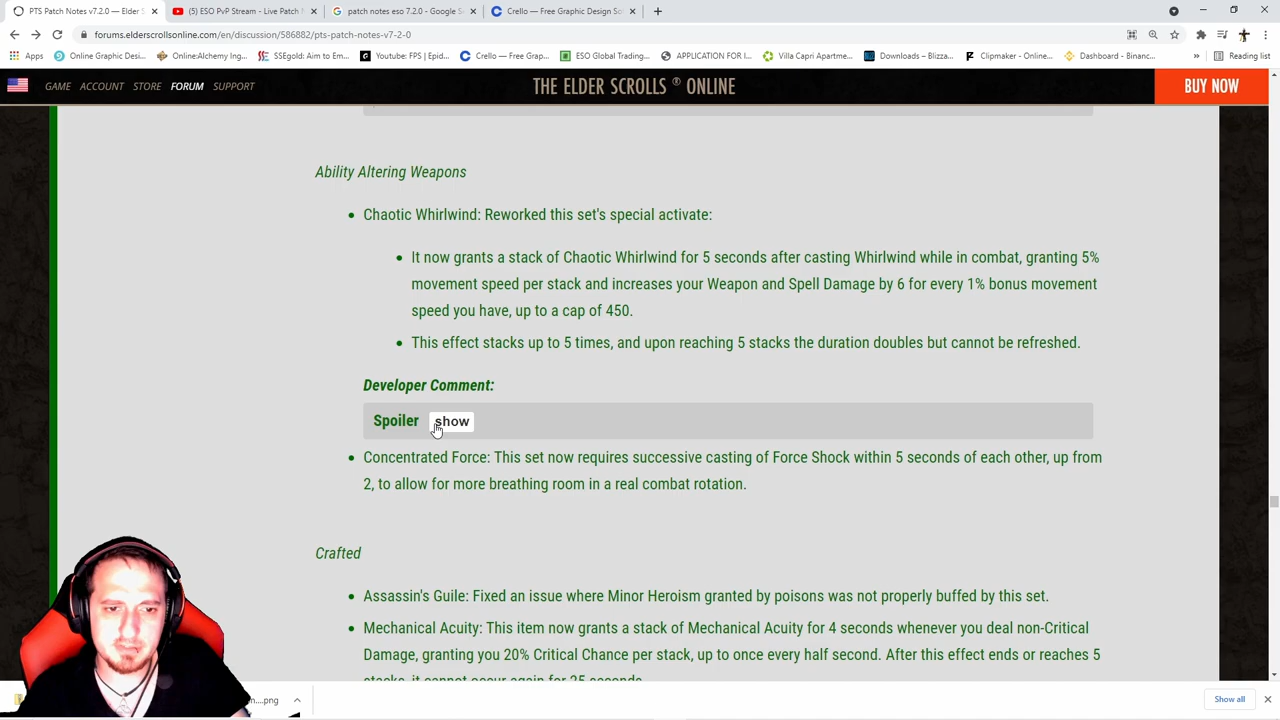 PTS Patch Notes v7.2.0 — Elder S
(5) ESO PvP Stream - Live Patch N
patch notes eso 7.2.0 - Google S
Crello — Free Graphic Design So
forums.elderscrollsonline.com/en/discussion/586882/pts-patch-notes-v7-2-0
Apps
Online Graphic Desi...
Online:Alchemy Ing...
SSEgold: Aim to Em...
Youtube: FPS | Epid...
Crello — Free Grap...
ESO Global Trading...
APPLICATION FOR I...
Villa Capri Apartme...
Downloads – Blizza...
Clipmaker - Online...
Dashboard - Binanc...
Reading list
GAME ACCOUNT STORE FORUM SUPPORT
THE ELDER SCROLLS ® ONLINE
BUY NOW
Ability Altering Weapons
Chaotic Whirlwind: Reworked this set's special activate:
It now grants a stack of Chaotic Whirlwind for 5 seconds after casting Whirlwind while in combat, granting 5%
movement speed per stack and increases your Weapon and Spell Damage by 6 for every 1% bonus movement
speed you have, up to a cap of 450.
This effect stacks up to 5 times, and upon reaching 5 stacks the duration doubles but cannot be refreshed.
Developer Comment:
Spoiler show
Concentrated Force: This set now requires successive casting of Force Shock within 5 seconds of each other, up from
2, to allow for more breathing room in a real combat rotation.
Crafted
Assassin's Guile: Fixed an issue where Minor Heroism granted by poisons was not properly buffed by this set.
Mechanical Acuity: This item now grants a stack of Mechanical Acuity for 4 seconds whenever you deal non-Critical
Damage, granting you 20% Critical Chance per stack, up to once every half second. After this effect ends or reaches 5
stacks, it cannot occur again for 25 seconds.
n....png
Show all